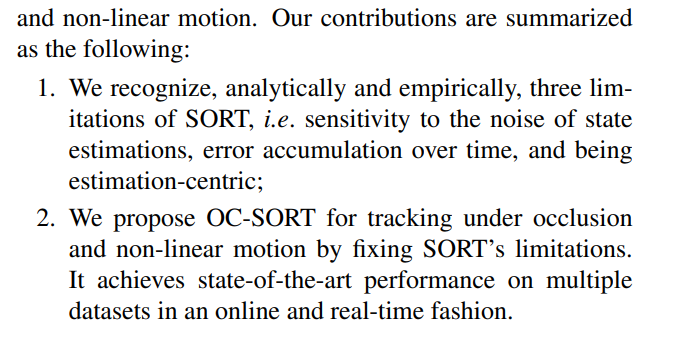 and non-linear motion. Our contributions are summarized
as the following:
1. We recognize, analytically and empirically, three lim-
itations of SORT, i.e. sensitivity to the noise of state
estimations, error accumulation over time, and being
estimation-centric;
2. We propose OC-SORT for tracking under occlusion
and non-linear motion by fixing SORT’s limitations.
It achieves state-of-the-art performance on multiple
datasets in an online and real-time fashion.